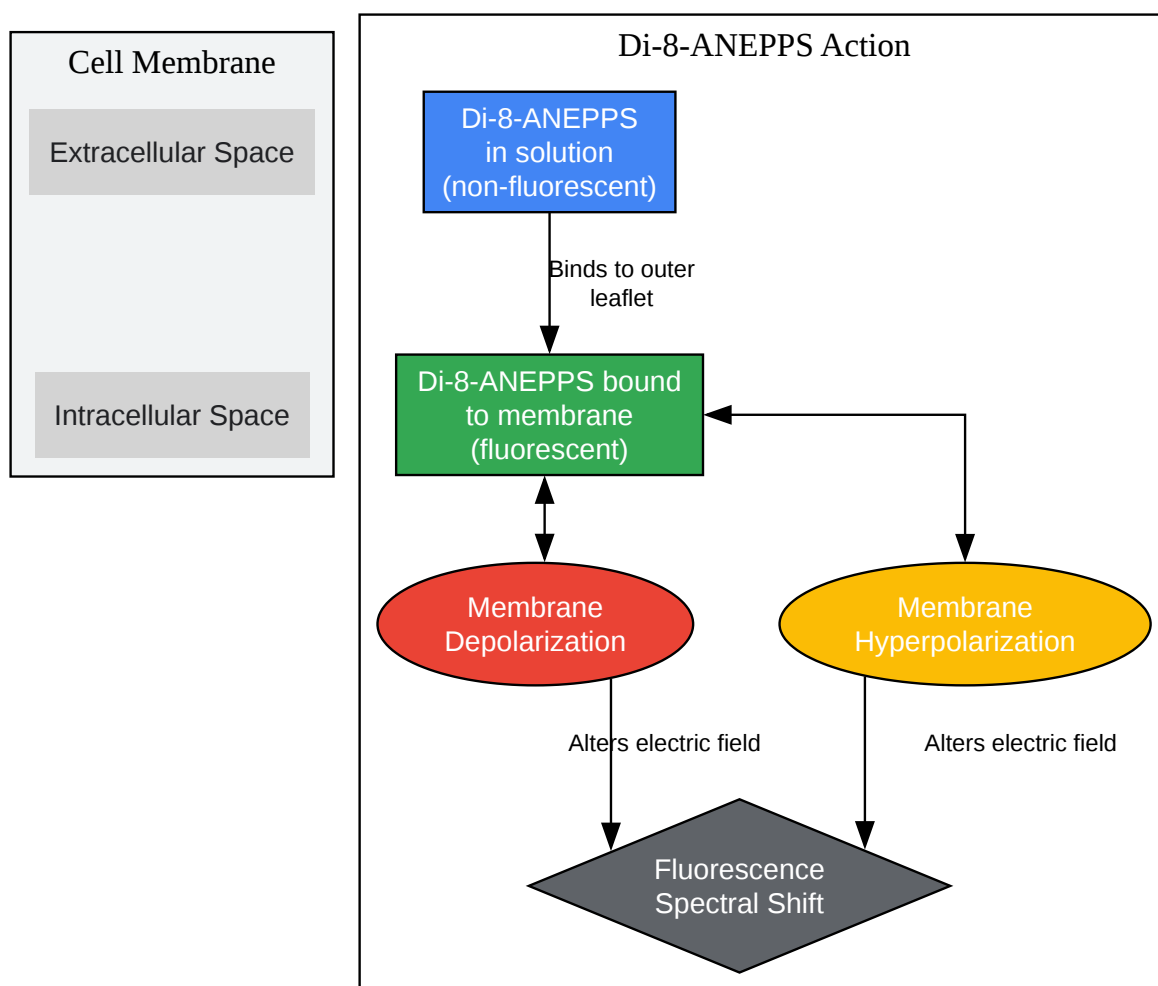 Cell Membrane
Extracellular Space
Intracellular Space
Di-8-ANEPPS Action
Di-8-ANEPPS
in solution
(non-fluorescent)
Binds to outer
leaflet
Di-8-ANEPPS bound
to membrane
(fluorescent)
Membrane
Depolarization
Membrane
Hyperpolarization
Alters electric field
Alters electric field
Fluorescence
Spectral Shift